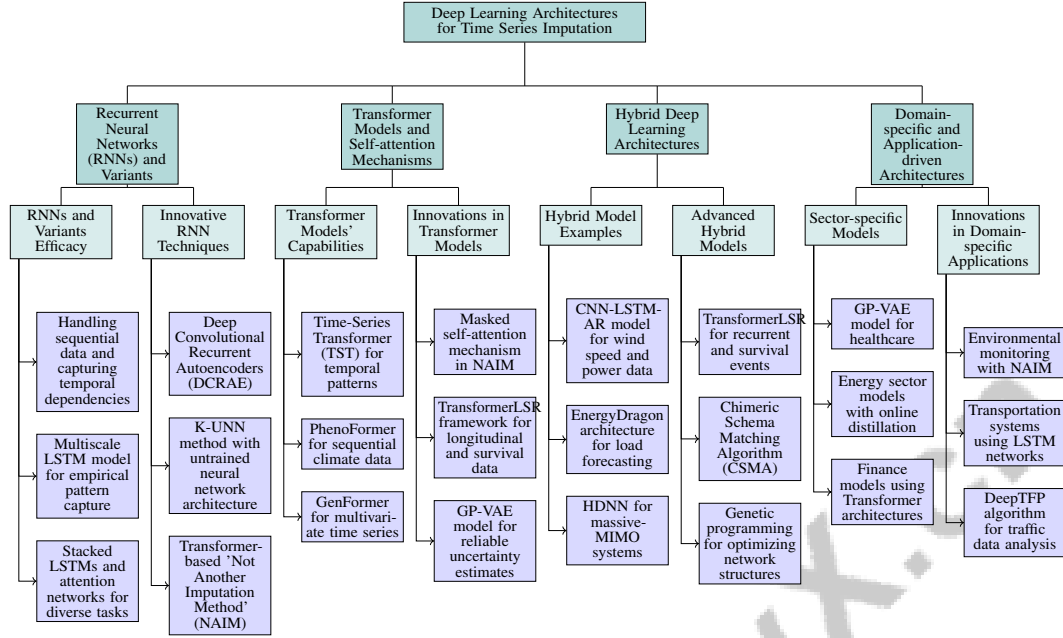 Deep Learning Architectures
for Time Series Imputation
Recurrent
Neural
Networks
(RNNs) and
Variants
Transformer
Models and
Self-attention
Mechanisms
Hybrid Deep
Learning
Architectures
Domain-
specific and
Application-
driven
Architectures
RNNs and
Variants
Efficacy
Innovative
RNN
Techniques
Transformer
Models'
Capabilities
Innovations in
Transformer
Models
Hybrid Model
Examples
Advanced
Hybrid
Models
Sector-specific
Models
Innovations
in Domain-
specific
Applications
Handling
sequential
data and
capturing
temporal
dependencies
Multiscale
LSTM model
for empirical
pattern
capture
Stacked
LSTMs and
attention
networks for
diverse tasks
Deep
Convolutional
Recurrent
Autoencoders
(DCRAE)
K-UNN
method with
untrained
neural
network
architecture
Transformer-
based 'Not
Another
Imputation
Method'
(NAIM)
Time-Series
Transformer
(TST) for
temporal
patterns
PhenoFormer
for sequential
climate data
GenFormer
for multivari-
ate time series
Masked
self-attention
mechanism
in NAIM
TransformerLSR
framework for
longitudinal
and survival
data
GP-VAE
model for
reliable
uncertainty
estimates
CNN-LSTM-
AR model
for wind
speed and
power data
EnergyDragon
architecture
for load
forecasting
HDNN for
massive-
MIMO
systems
TransformerLSR
for recurrent
and survival
events
Chimeric
Schema
Matching
Algorithm
(CSMA)
Genetic
programming
for optimizing
network
structures
GP-VAE
model for
healthcare
Energy sector
models
with online
distillation
Finance
models using
Transformer
architectures
Environmental
monitoring
with NAIM
Transportation
systems
using LSTM
networks
DeepTFP
algorithm
for traffic
data analysis